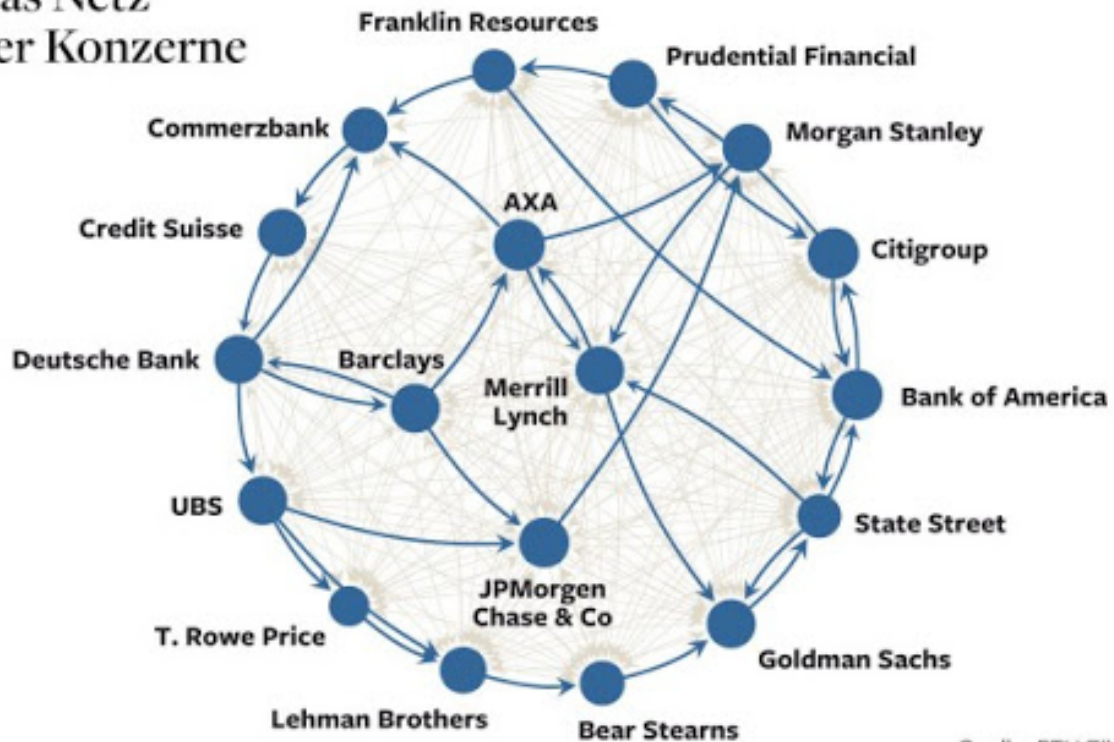 as Netz
er Konzerne
Franklin Resources
Prudential Financial
Commerzbank
Morgan Stanley
AXA
Credit Suisse
Citigroup
Deutsche Bank
Barclays
Merrill
Lynch
Bank of America
UBS
State Street
JPMorgen
Chase & Co
T. Rowe Price
Goldman Sachs
Lehman Brothers
Bear Stearns